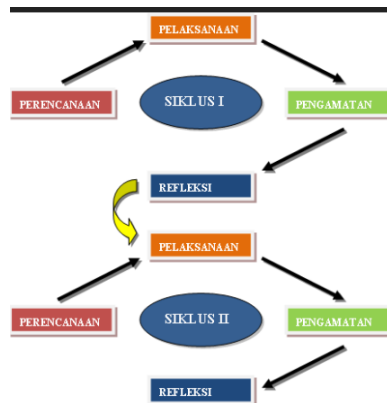 PELAKSANAAN
PERENCANAAN
SIKLUS I
PENGAMATAN
REFLEKSI
PELAKSANAAN
PERENCANAAN
SIKLUS II
PENGAMATAN
REFLEKSI